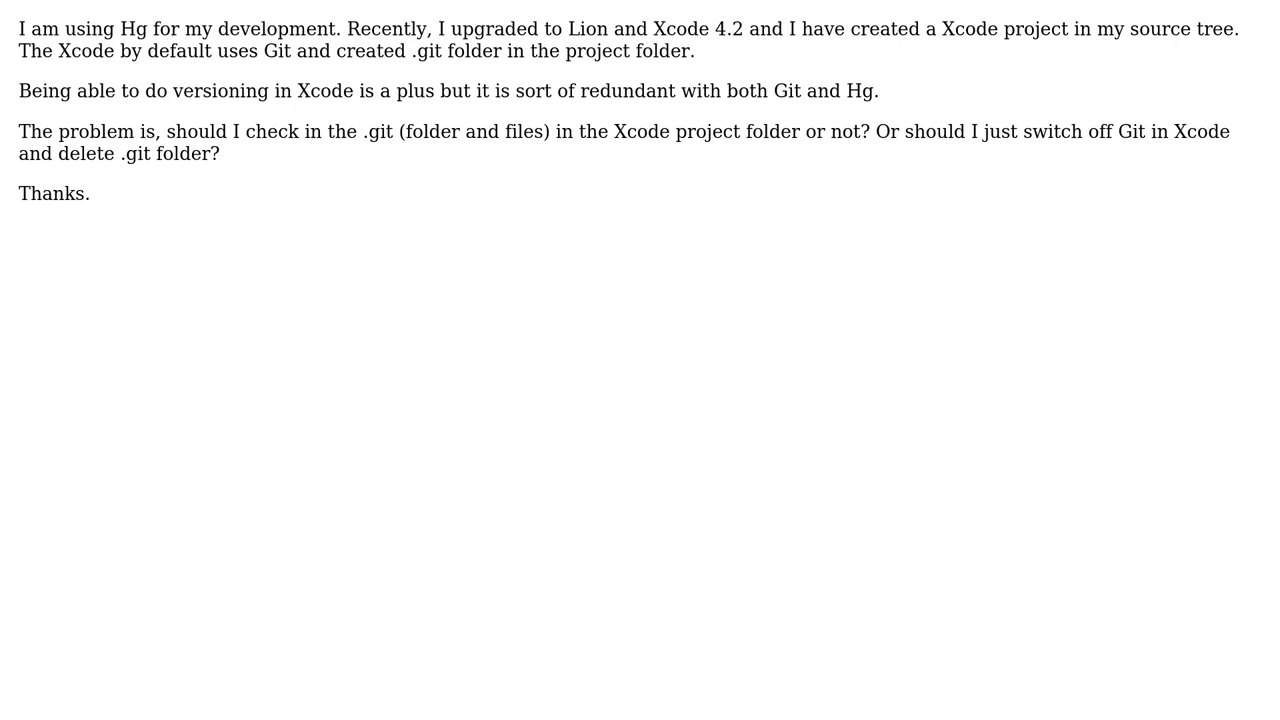 I am using Hg for my development. Recently, I upgraded to Lion and Xcode 4.2 and I have created a Xcode project in my source tree.
The Xcode by default uses Git and created .git folder in the project folder.
Being able to do versioning in Xcode is a plus but it is sort of redundant with both Git and Hg.
The problem is, should I check in the .git (folder and files) in the Xcode project folder or not? Or should I just switch off Git in Xcode
and delete .git folder?
Thanks.